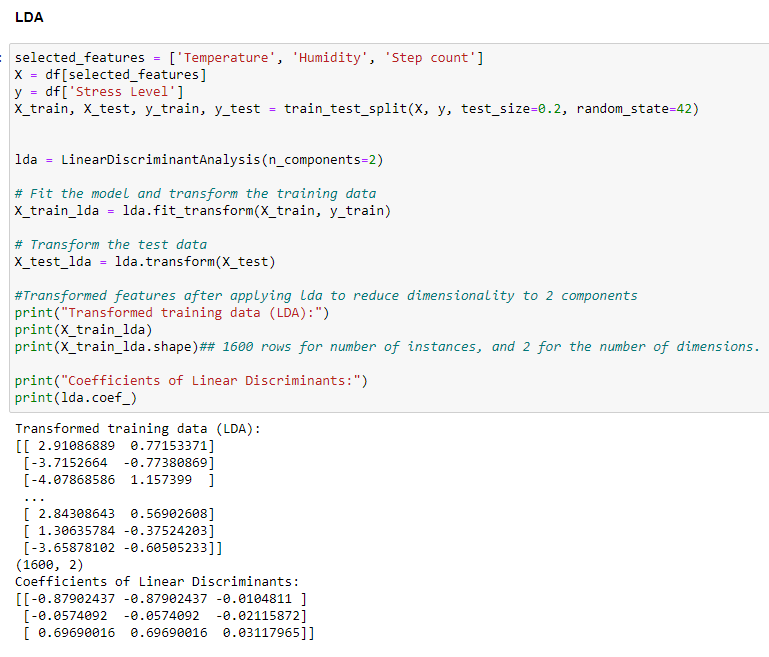 LDA
selected_features = ['Temperature', 'Humidity', 'Step count']
X = df[selected_features]
y = df['Stress Level']
X_train, X_test, y_train, y_test = train_test_split(X, y, test_size=0.2, random_state=42)
lda = LinearDiscriminantAnalysis(n_components=2)
# Fit the model and transform the training data
X_train_lda = lda.fit_transform(X_train, y_train)
# Transform the test data
X_test_lda = lda.transform(X_test)
#Transformed features after applying lda to reduce dimensionality to 2 components
print("Transformed training data (LDA):")
print(X_train_lda)
print(X_train_lda.shape)## 1600 rows for number of instances, and 2 for the number of dimensions.
print("Coefficients of Linear Discriminants:")
print(lda.coef_)
Transformed training data (LDA):
[[ 2.91086889  0.77153371]
 [-3.7152664  -0.77380869]
 [-4.07868586  1.157399  ]
 ...
 [ 2.84308643  0.56902608]
 [ 1.30635784 -0.37524203]
 [-3.65878102 -0.60505233]]
(1600, 2)
Coefficients of Linear Discriminants:
[[-0.87902437 -0.87902437 -0.0104811 ]
 [-0.0574092  -0.0574092  -0.02115872]
 [ 0.69690016  0.69690016  0.03117965]]